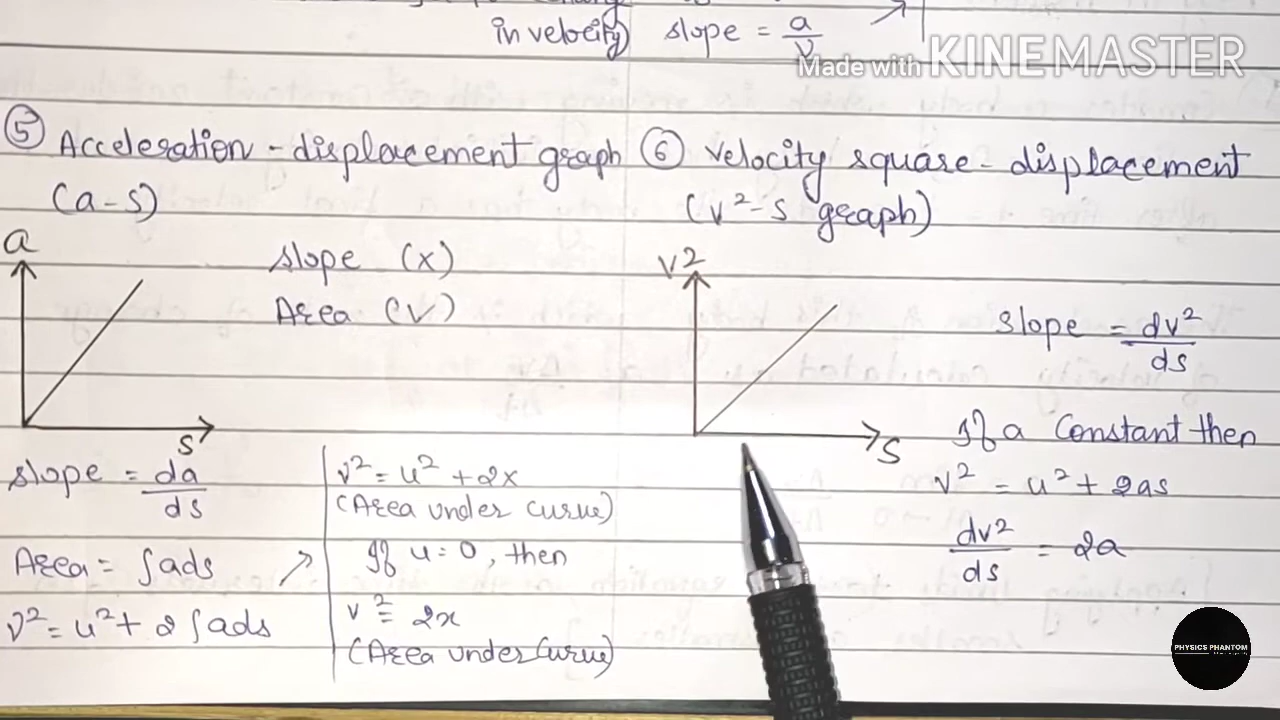 in velocity slope = a/v
Made with KINEMASTER
⑤ Acceleration - displacement graph
(a-s)
a
slope (x)
Area (v)
s
slope = da/ds
Area = ∫ads
v² = u² + 2∫ads
v² = u² + 2x
(Area under curve)
If u = 0, then
v² = 2x
(Area under curve)
⑥ Velocity square - displacement
(v²-s graph)
v2
s
slope = dv²/ds
If a constant then
v² = u² + 2as
dv²/ds = 2a
PHYSICS PHANTOM